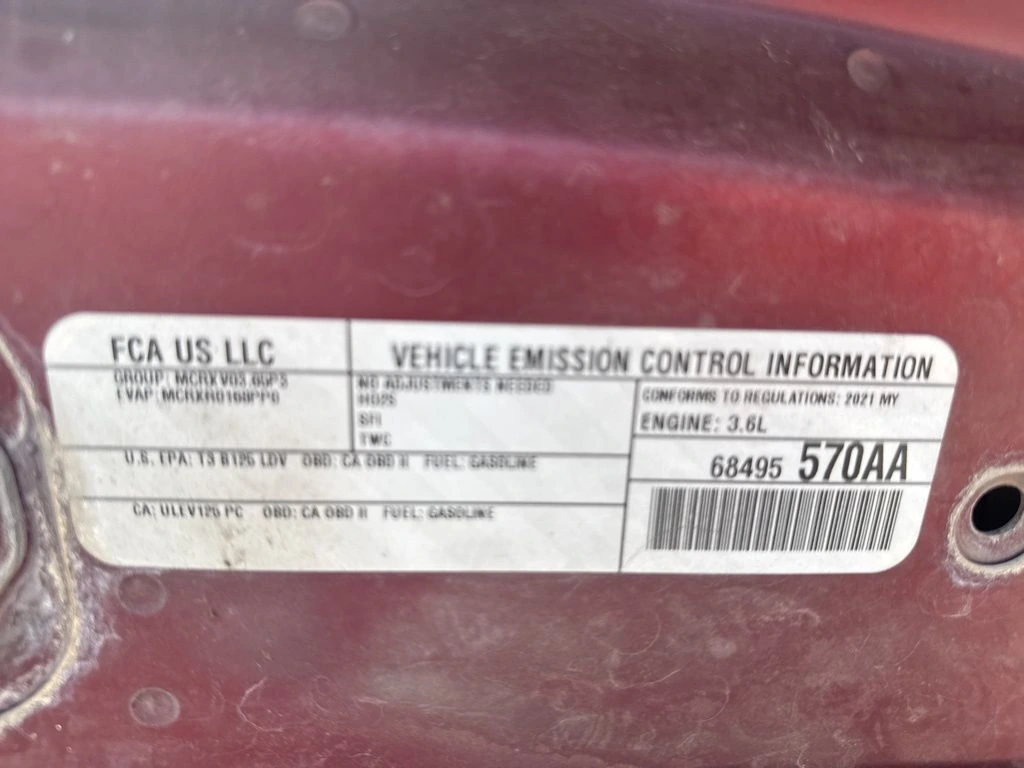 FCA US LLC
VEHICLE EMISSION CONTROL INFORMATION
GROUP: MCRXV03.6GP3
EVAP: MCRXR0160PP0
NO ADJUSTMENTS NEEDED
HO2S
SFI
TWC
CONFORMS TO REGULATIONS: 2021 MY
ENGINE: 3.6L
68495 570AA
U.S. EPA: T3 B125 LDV OBD: CA OBD II FUEL: GASOLINE
CA: ULEV125 PC OBD: CA OBD II FUEL: GASOLINE